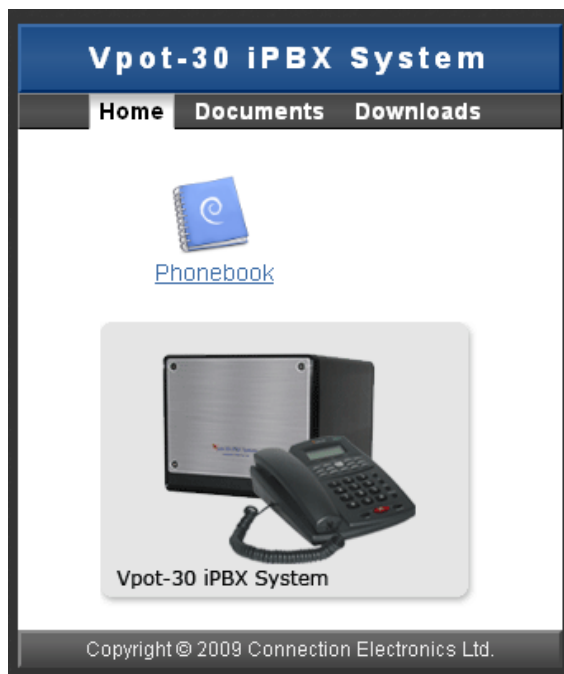 Vpot-30 iPBX System
Home Documents Downloads
Phonebook
Vpot-30 iPBX System
Copyright © 2009 Connection Electronics Ltd.